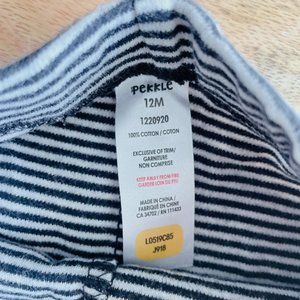 PEKKLE
12M
1220920
100% COTTON / COTON
EXCLUSIVE OF TRIM/
GARNITURE
NON COMPRISE
KEEP AWAY FROM FIRE
GARDER LOIN DU FEU
MADE IN CHINA /
FABRIQUÉ EN CHINE
CA 34702 / RN 111433
L0519C85
J918